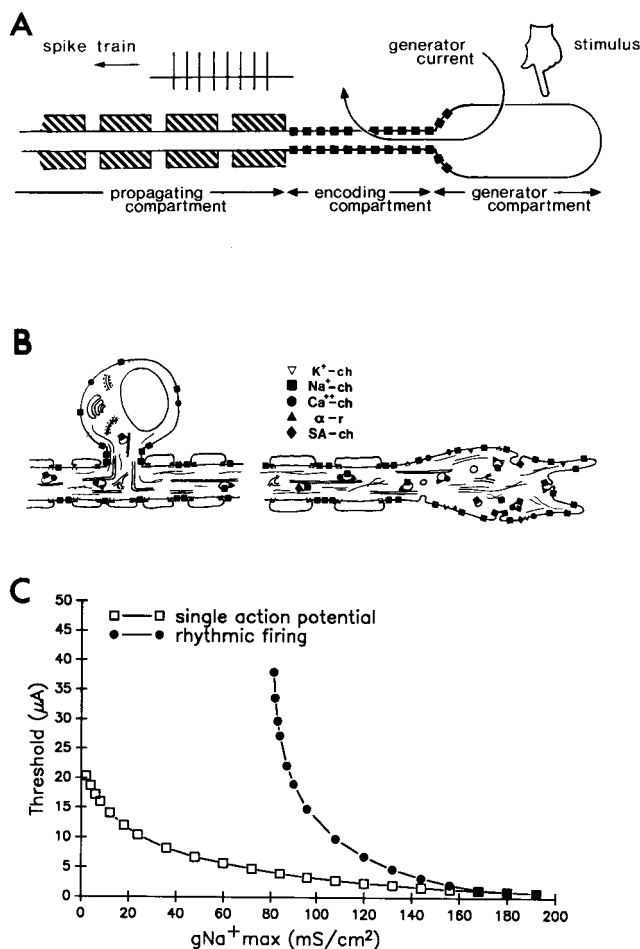 A
spike train
generator
current
stimulus
propagating
compartment
encoding
compartment
generator
compartment
B
K+-ch
Na+-ch
Ca++-ch
α-r
SA-ch
C
50
45
40
35
30
25
20
15
10
5
0
Threshold (μA)
single action potential
rhythmic firing
0 20 40 60 80 100 120 140 160 180 200
gNa+max (mS/cm²)